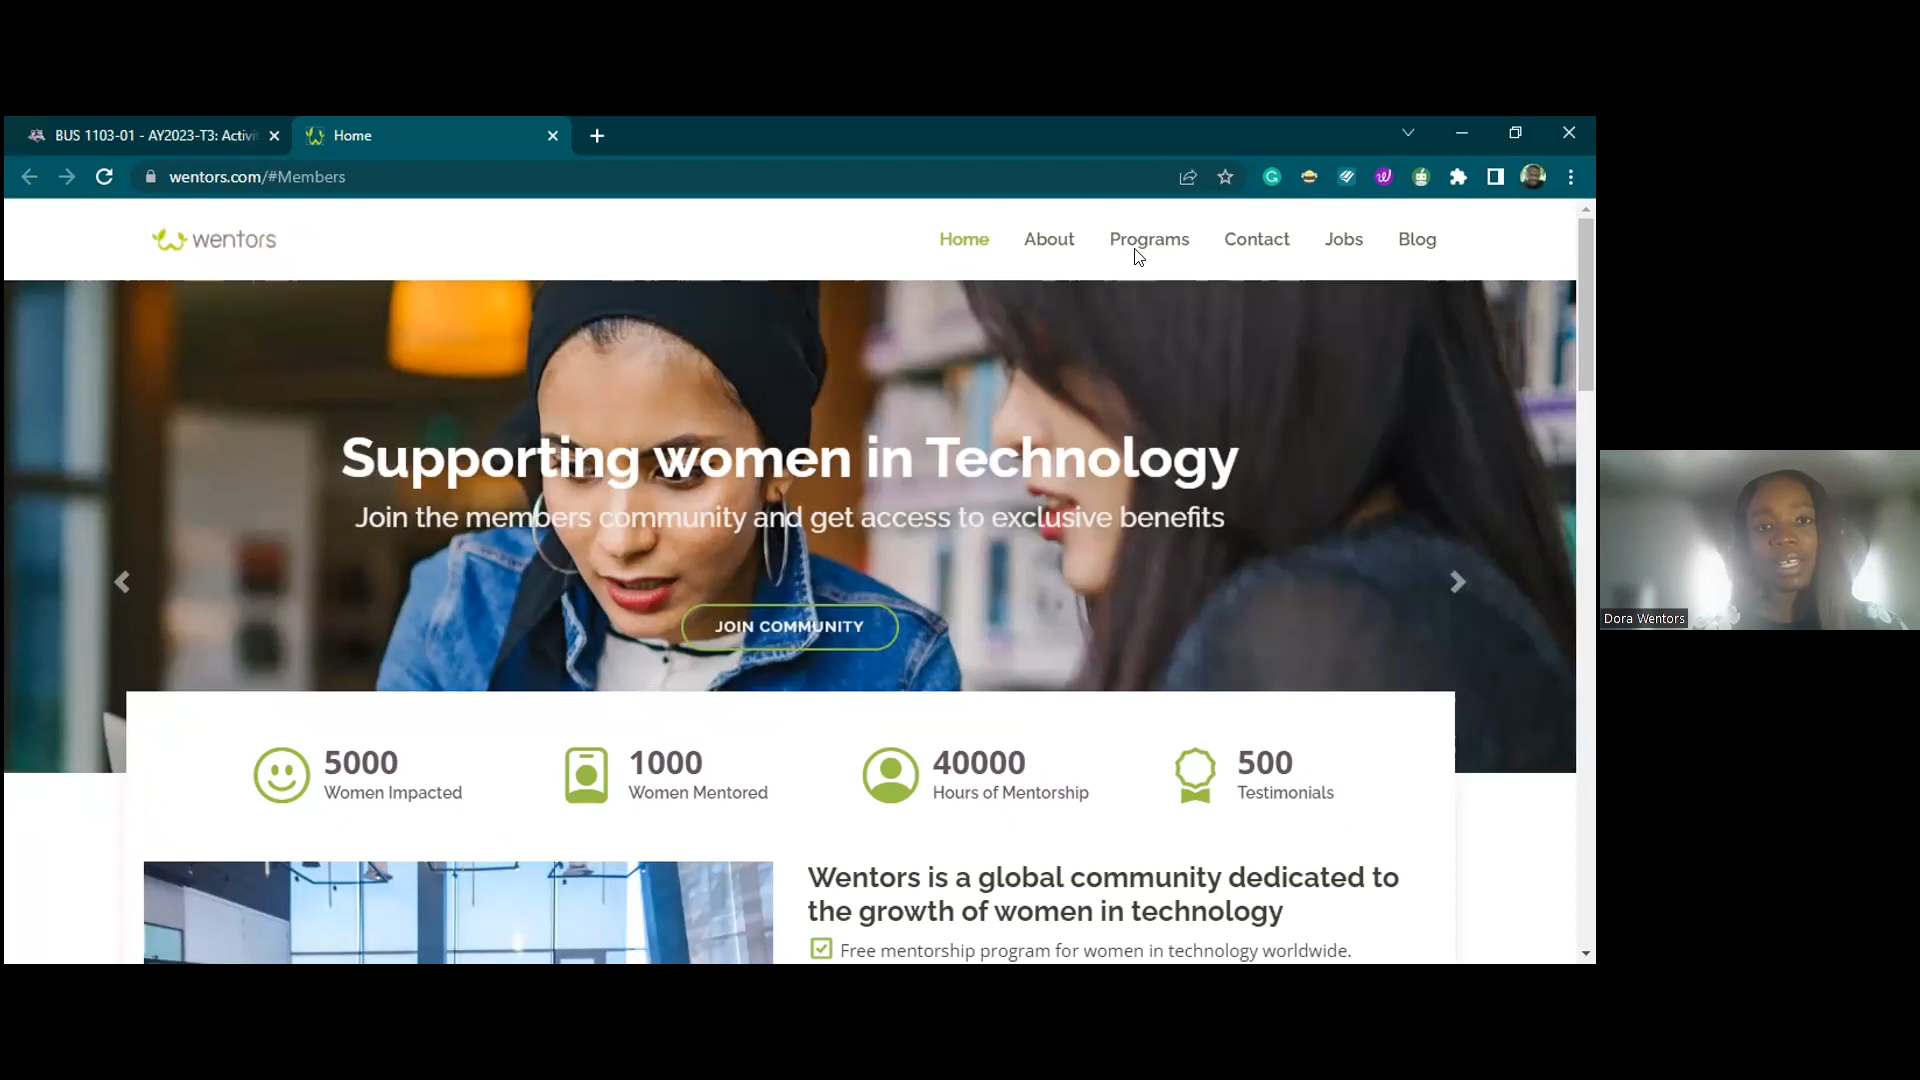 BUS 1103-01 - AY2023-T3: Activi
Home
wentors.com/#Members
wentors
Home
About
Programs
Contact
Jobs
Blog
Supporting women in Technology
Join the members community and get access to exclusive benefits
JOIN COMMUNITY
5000
Women Impacted
1000
Women Mentored
40000
Hours of Mentorship
500
Testimonials
Wentors is a global community dedicated to
the growth of women in technology
Free mentorship program for women in technology worldwide.
Dora Wentors